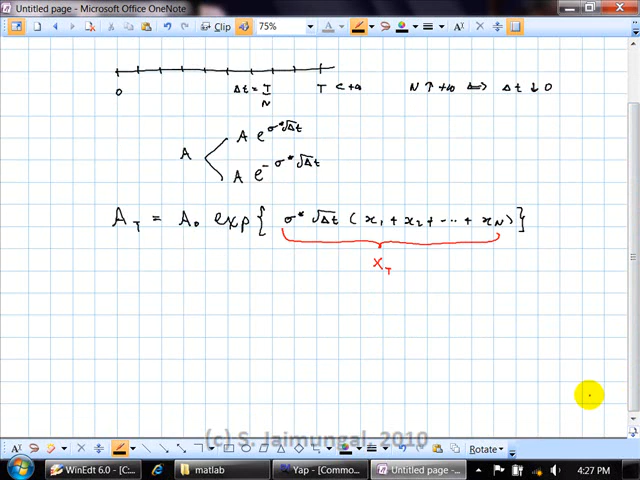 Untitled page - Microsoft OneNote
Clip
75%
0
Δt = T/N
T < +∞
N ↑ +∞ ⟺ Δt ↓ 0
A e^{σ*√Δt}
A
A e^{-σ*√Δt}
A_T = A_0 exp{ σ*√Δt (x_1 + x_2 + ... + x_N) }
X_T
(c) S. Jaimungal, 2010
Rotate
WinEdt 6.0 - [C:...
matlab
Yap - [Commo...
Untitled page - ...
4:27 PM